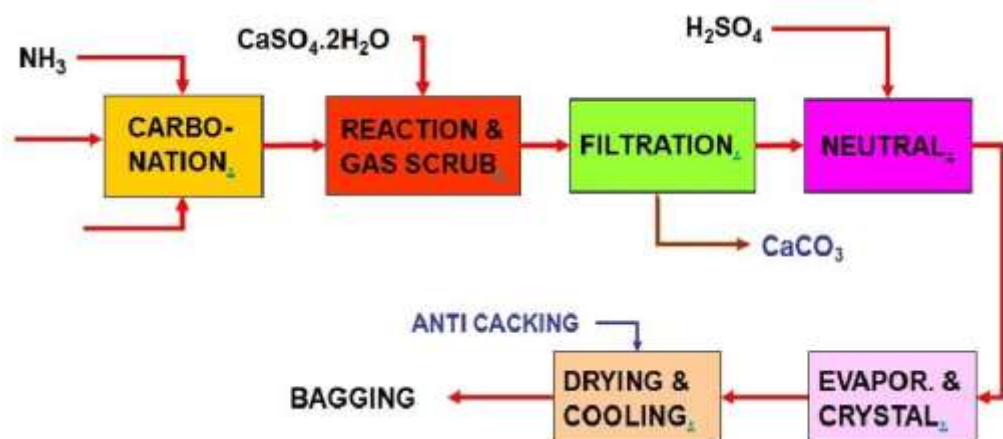 NH₃
CaSO₄.2H₂O
H₂SO₄
CARBO-
NATION
REACTION &
GAS SCRUB
FILTRATION
NEUTRAL
CaCO₃
ANTI CACKING
BAGGING
DRYING &
COOLING
EVAPOR. &
CRYSTAL